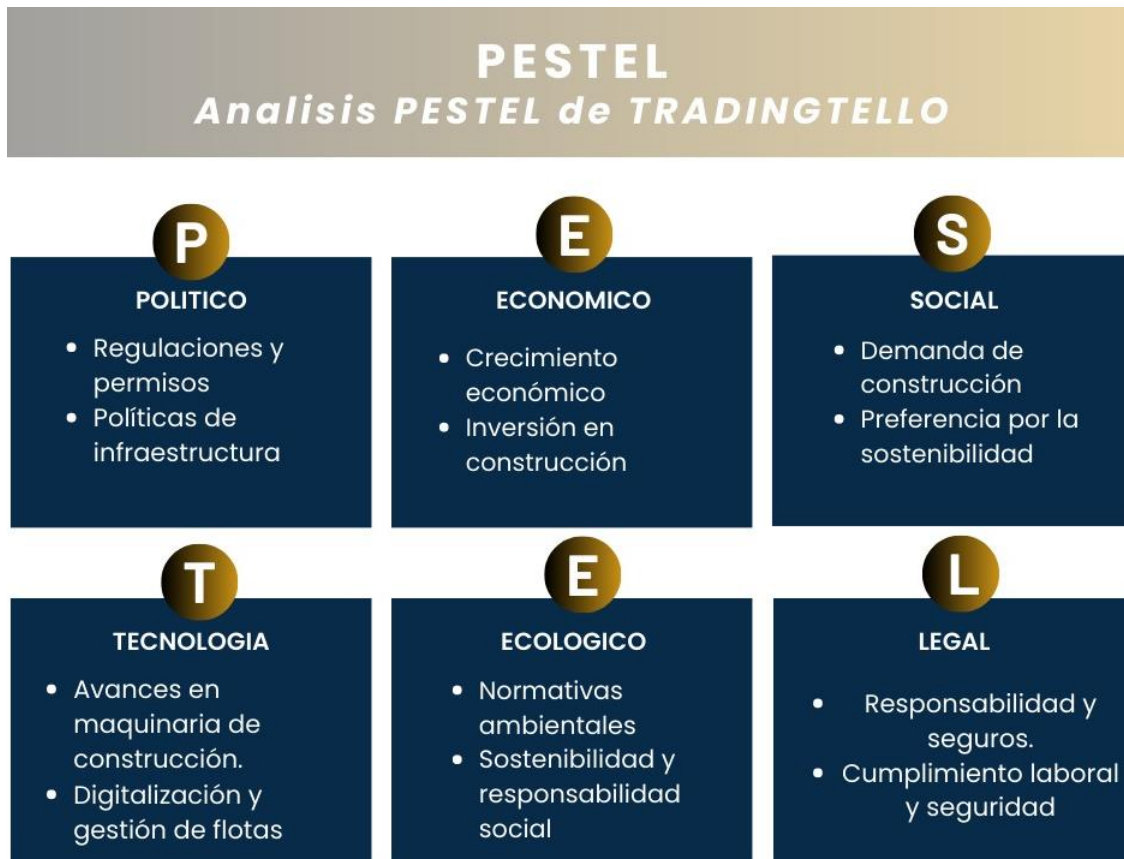 PESTEL
Analisis PESTEL de TRADINGTELLO
P
POLITICO
• Regulaciones y
permisos
• Políticas de
infraestructura
E
ECONOMICO
• Crecimiento
económico
• Inversión en
construcción
S
SOCIAL
• Demanda de
construcción
• Preferencia por la
sostenibilidad
T
TECNOLOGIA
• Avances en
maquinaria de
construcción.
• Digitalización y
gestión de flotas
E
ECOLOGICO
• Normativas
ambientales
• Sostenibilidad y
responsabilidad
social
L
LEGAL
• Responsabilidad y
seguros.
• Cumplimiento laboral
y seguridad